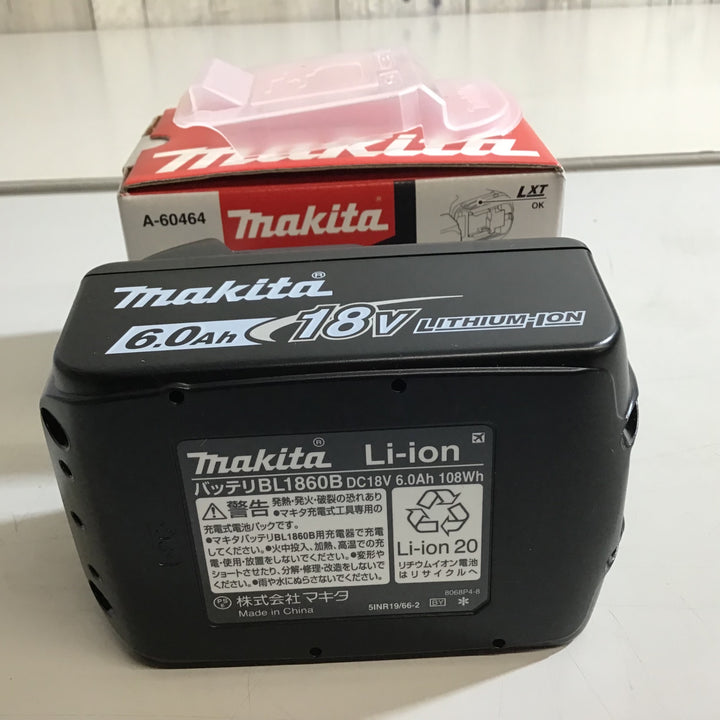 makita
A-60464
makita
LXT
OK
makita®
6.0Ah 18V LITHIUM-ION
makita® Li-ion
バッテリBL1860B DC18V 6.0Ah 108Wh
警告 発熱・発火・破裂の恐れあり
●マキタ充電式工具専用の
充電式電池パックです。
●マキタバッテリBL1860B用充電器で充電
してください。●火中投入、加熱、高温での充
電・使用・放置をしないでください。●変形や
ショートさせたり、分解・修理・改造をしないで
ください。●雨や水にぬらさないでください。
Li-ion 20
リチウムイオン電池
はリサイクルへ
8068P4-8
PS E 株式会社マキタ
Made in China
5INR19/66-2 BY *